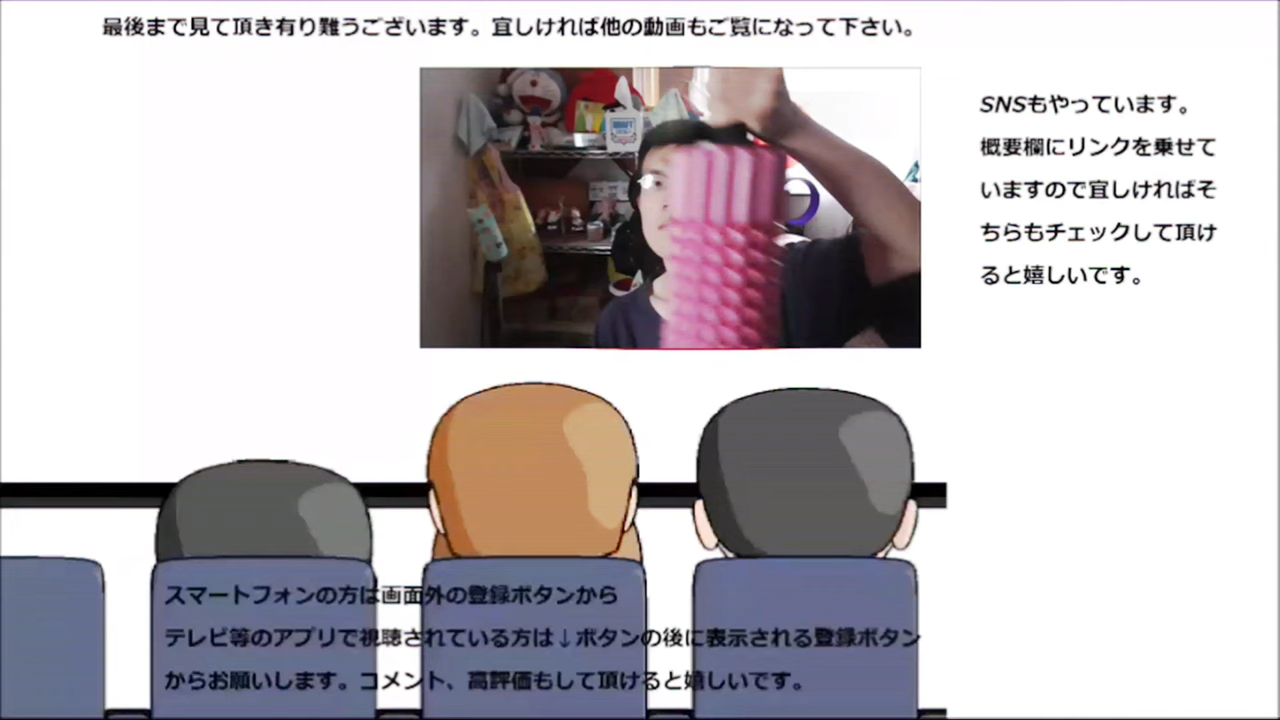 最後まで見て頂き有り難うございます。宜しければ他の動画もご覧になって下さい。
SNSもやっています。
概要欄にリンクを乗せて
いますので宜しければそ
ちらもチェックして頂け
ると嬉しいです。
スマートフォンの方は画面外の登録ボタンから
テレビ等のアプリで視聴されている方は↓ボタンの後に表示される登録ボタン
からお願いします。コメント、高評価もして頂けると嬉しいです。